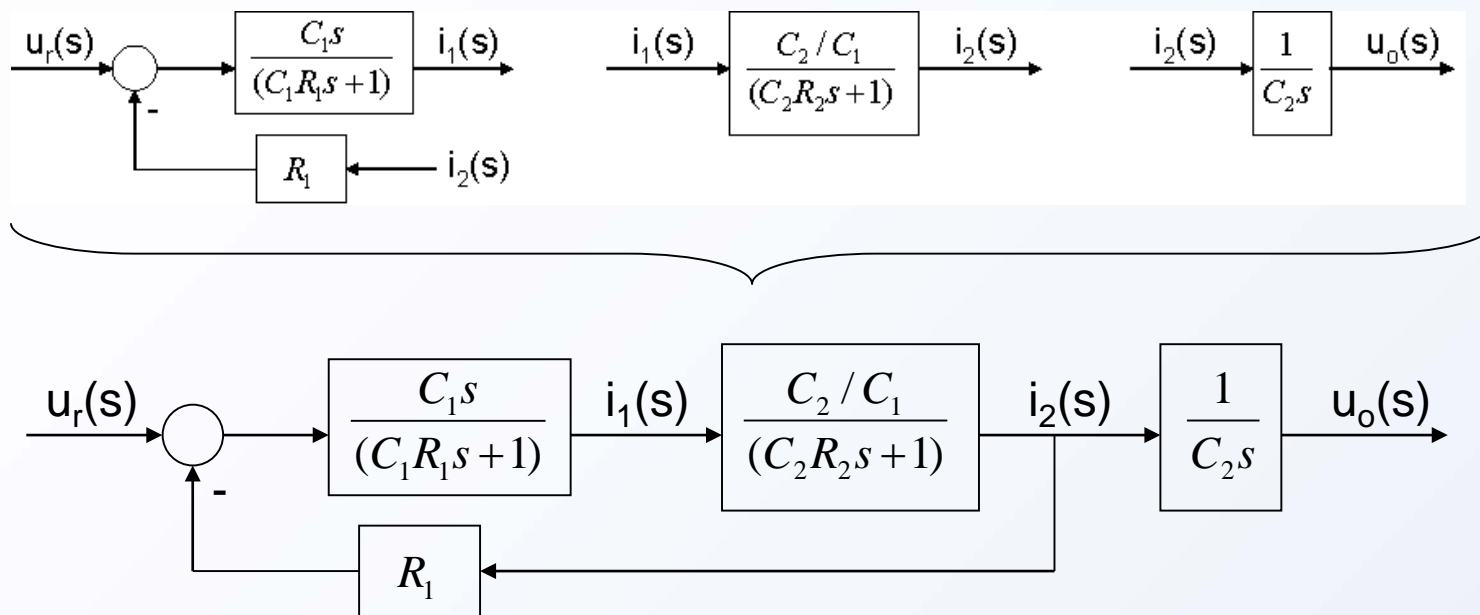 u_r(s) C_1s / (C_1R_1s+1) i_1(s) i_1(s) C_2/C_1 / (C_2R_2s+1) i_2(s) i_2(s) 1 / C_2s u_0(s)
-
R_1 i_2(s)
u_r(s) C_1s / (C_1R_1s+1) i_1(s) C_2/C_1 / (C_2R_2s+1) i_2(s) 1 / C_2s u_o(s)
-
R_1